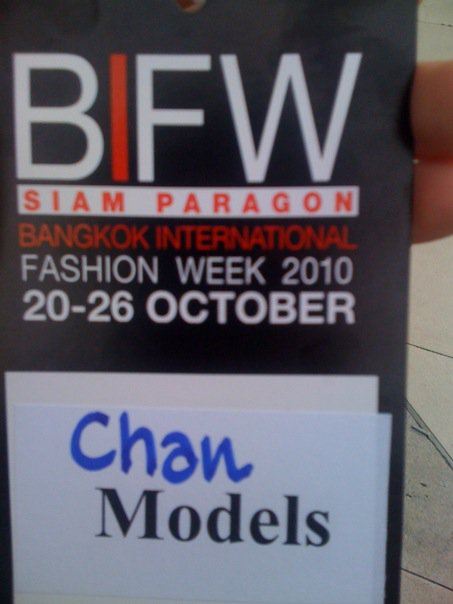 BIFW
SIAM PARAGON
BANGKOK INTERNATIONAL
FASHION WEEK 2010
20-26 OCTOBER
Chan
Models